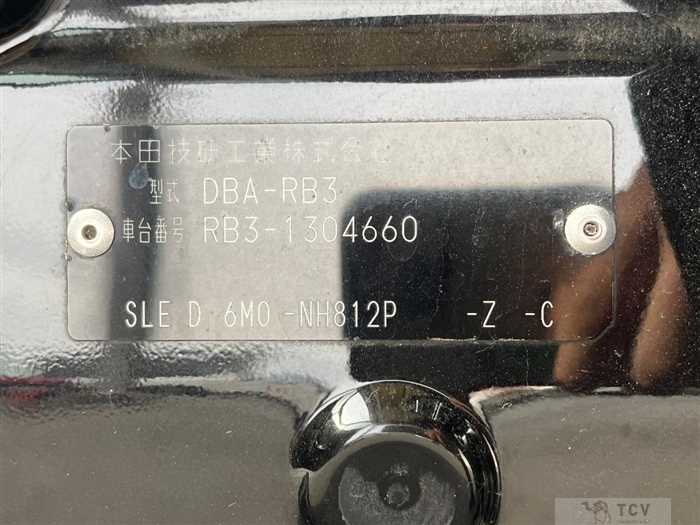 本田技研工業株式会社
型式 DBA-RB3
車台番号 RB3-1304660
SLE D 6M0 -NH812P -Z -C
TCV